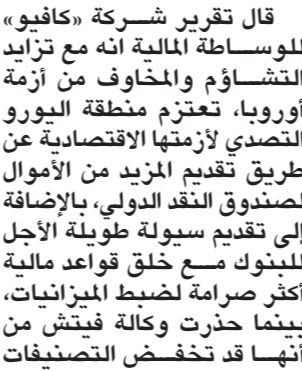 قال تقرير شركة «كافيو»
للوساطة المالية انه مع تزايد
التشاؤم والمخاوف من أزمة
أوروبا، تعتزم منطقة اليورو
التصدي لأزمتها الاقتصادية عن
طريق تقديم المزيد من الأموال
لصندوق النقد الدولي، بالإضافة
إلى تقديم سيولة طويلة الأجل
للبنوك مع خلق قواعد مالية
أكثر صرامة لضبط الميزانيات،
بينما حذرت وكالة فيتش من
أنها قد تخفض التصنيفات